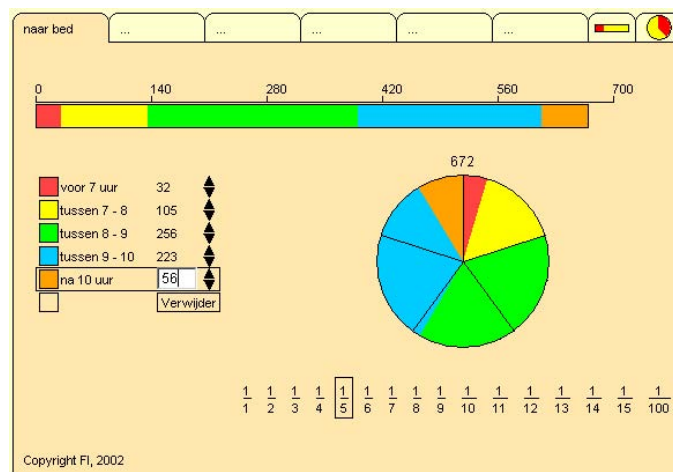 naar bed ... ... ... ... ...
0 140 280 420 560 700
672
voor 7 uur 32
tussen 7 - 8 105
tussen 8 - 9 256
tussen 9 - 10 223
na 10 uur 56
Verwijder
1/1 1/2 1/3 1/4 1/5 1/6 1/7 1/8 1/9 1/10 1/11 1/12 1/13 1/14 1/15 1/100
Copyright FI, 2002